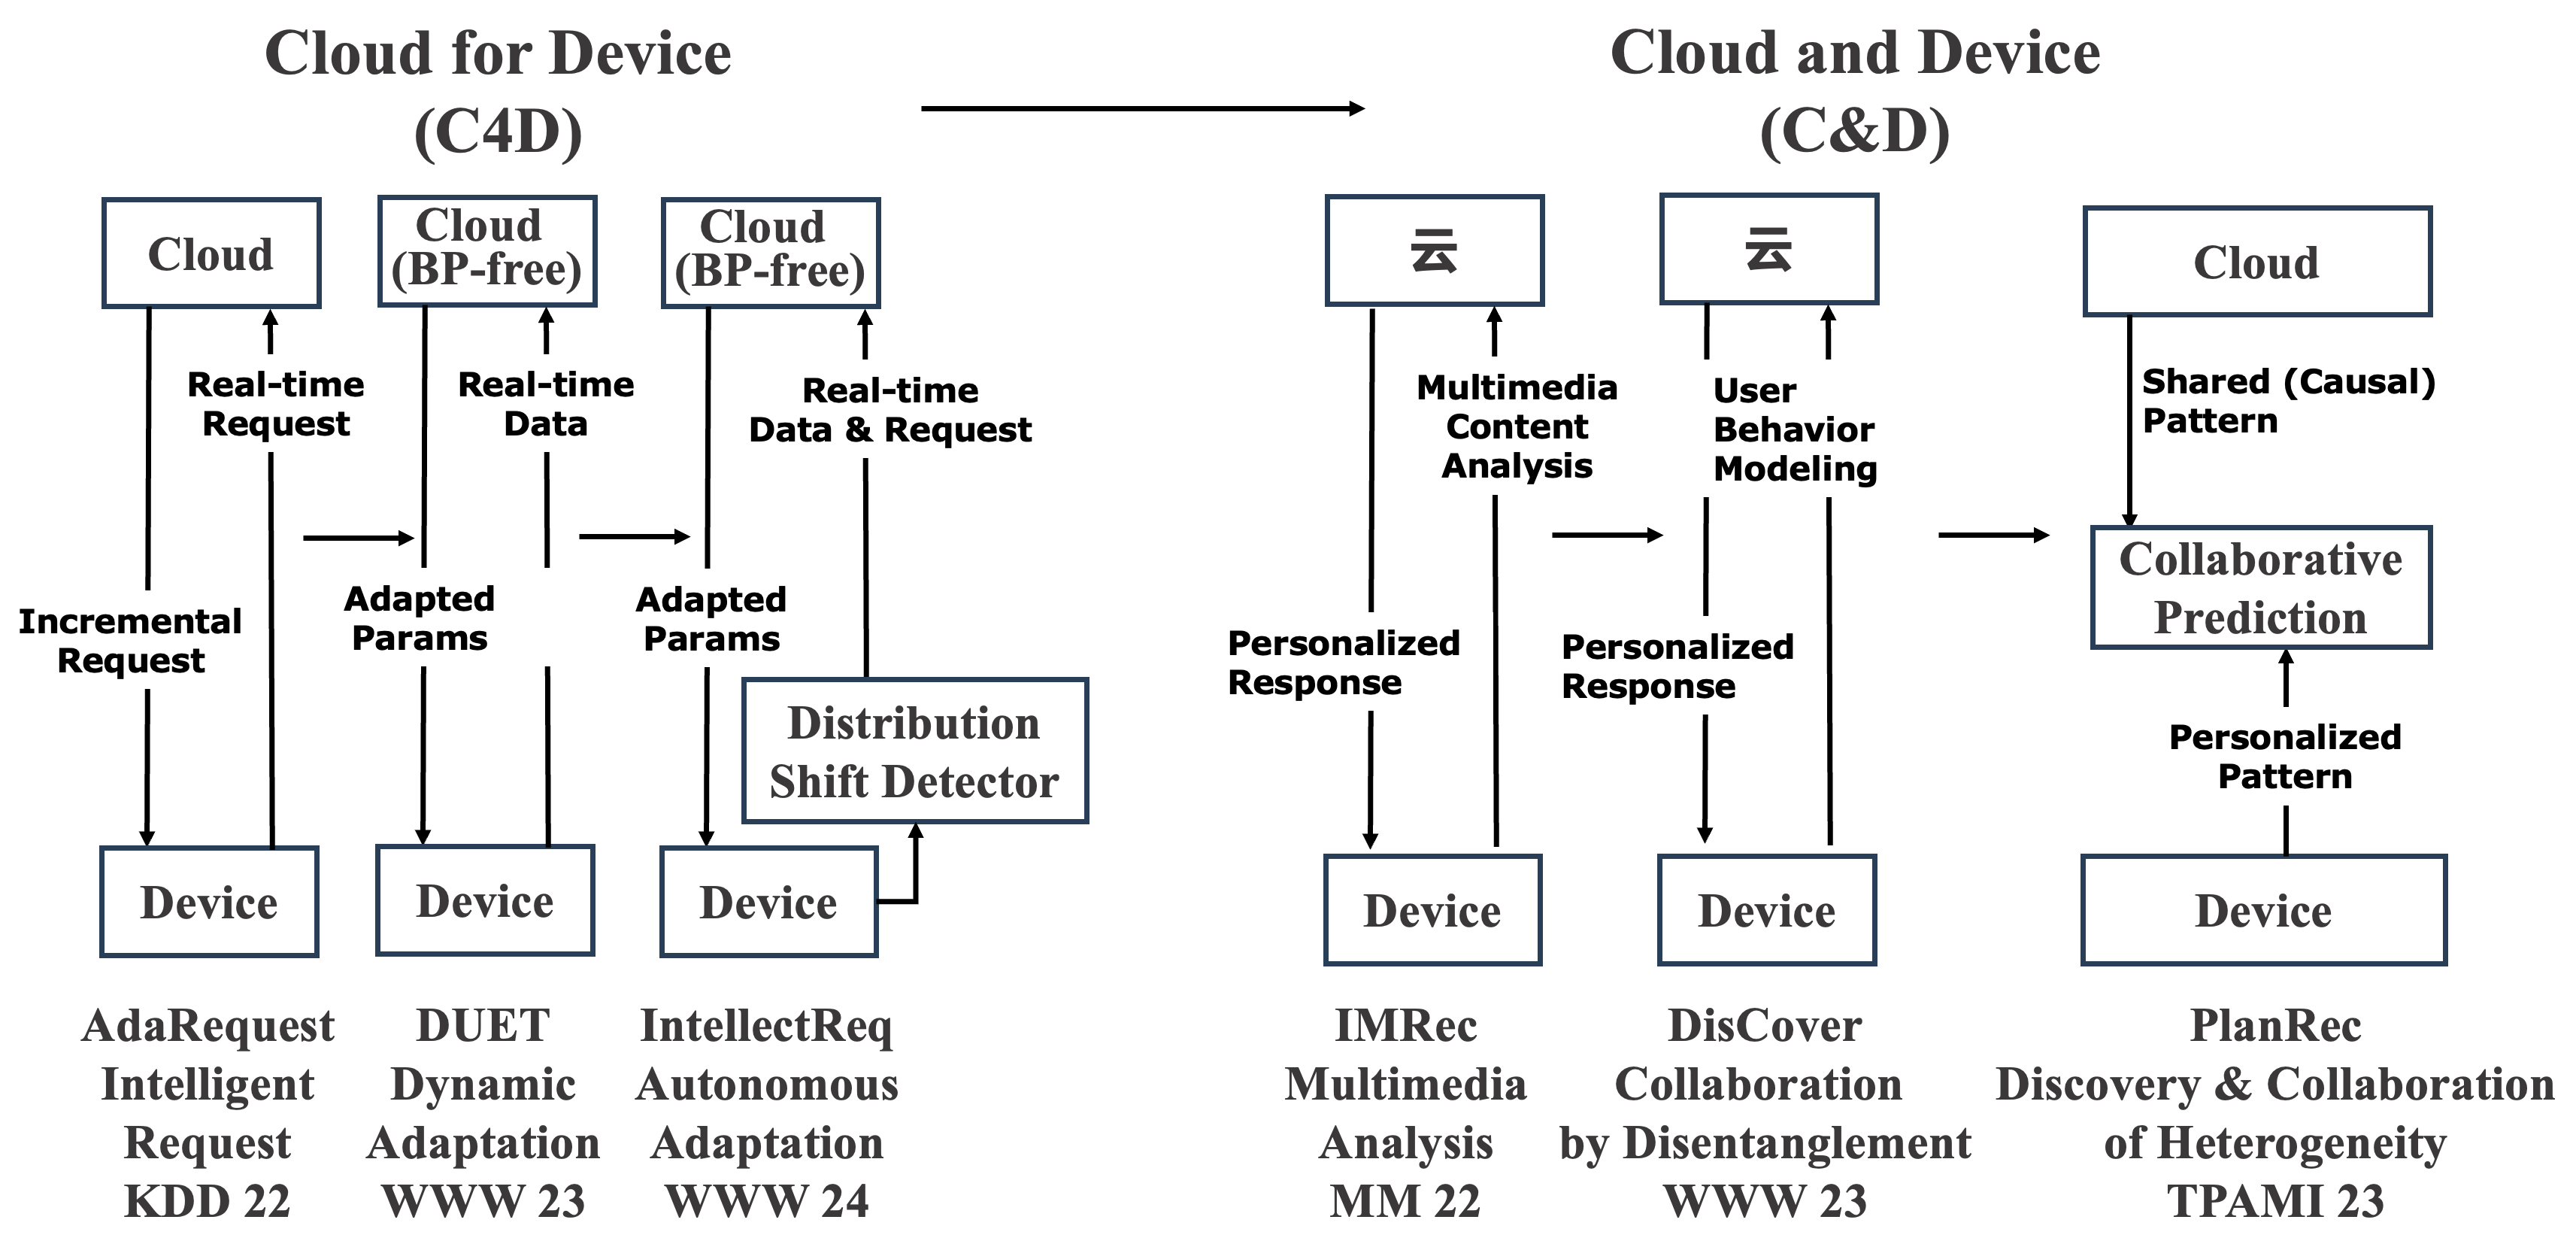 Cloud for Device
(C4D)
Cloud and Device
(C&D)
Cloud
Real-time
Request
Incremental
Request
Device
AdaRequest
Intelligent
Request
KDD 22
Cloud
(BP-free)
Real-time
Data
Adapted
Params
Device
DUET
Dynamic
Adaptation
WWW 23
Cloud
(BP-free)
Real-time
Data & Request
Adapted
Params
Distribution
Shift Detector
Device
IntellectReq
Autonomous
Adaptation
WWW 24
云
Multimedia
Content
Analysis
Personalized
Response
Device
IMRec
Multimedia
Analysis
MM 22
云
User
Behavior
Modeling
Personalized
Response
Device
DisCover
Collaboration
by Disentanglement
WWW 23
Cloud
Shared (Causal)
Pattern
Collaborative
Prediction
Personalized
Pattern
Device
PlanRec
Discovery & Collaboration
of Heterogeneity
TPAMI 23